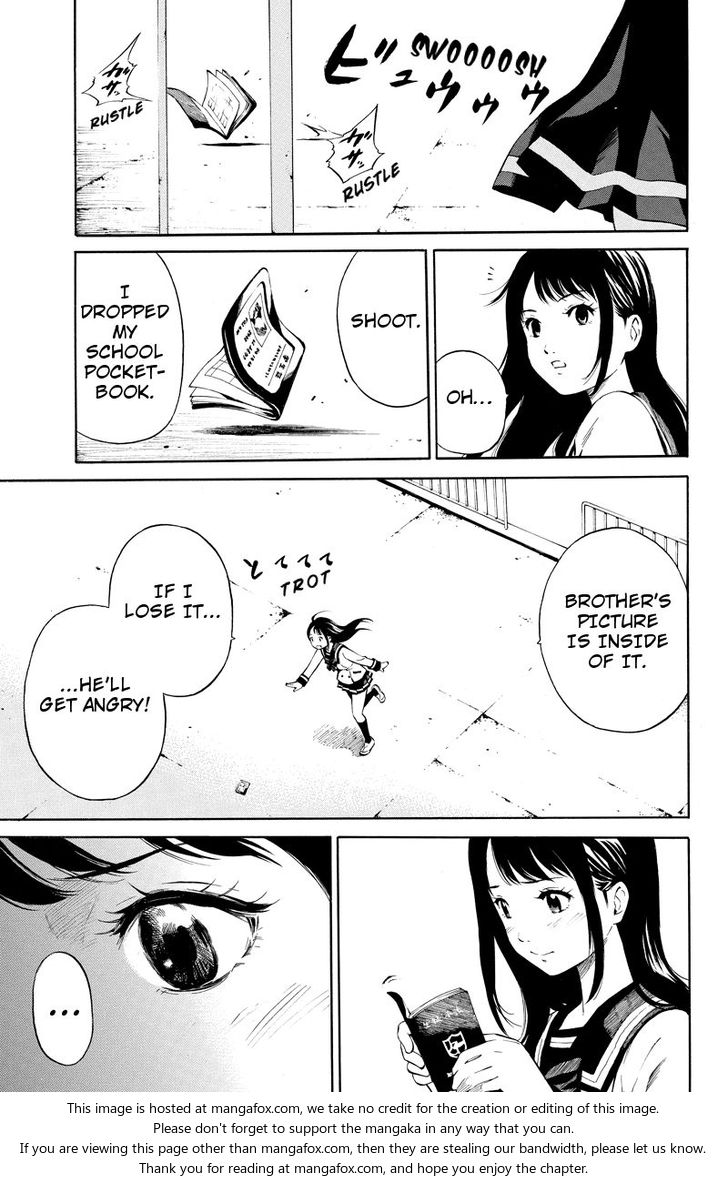 ビュウウウ
SWOOOOSH
ガサッ
RUSTLE
ガサッ
RUSTLE
OH...
SHOOT.
I
DROPPED
MY
SCHOOL
POCKET-
BOOK.
BROTHER'S
PICTURE
IS INSIDE
OF IT.
とててて
TROT
IF I
LOSE IT...
...HE'LL
GET ANGRY!
...
This image is hosted at mangafox.com, we take no credit for the creation or editing of this image.
Please don't forget to support the mangaka in any way that you can.
If you are viewing this page other than mangafox.com, then they are stealing our bandwidth, please let us know.
Thank you for reading at mangafox.com, and hope you enjoy the chapter.